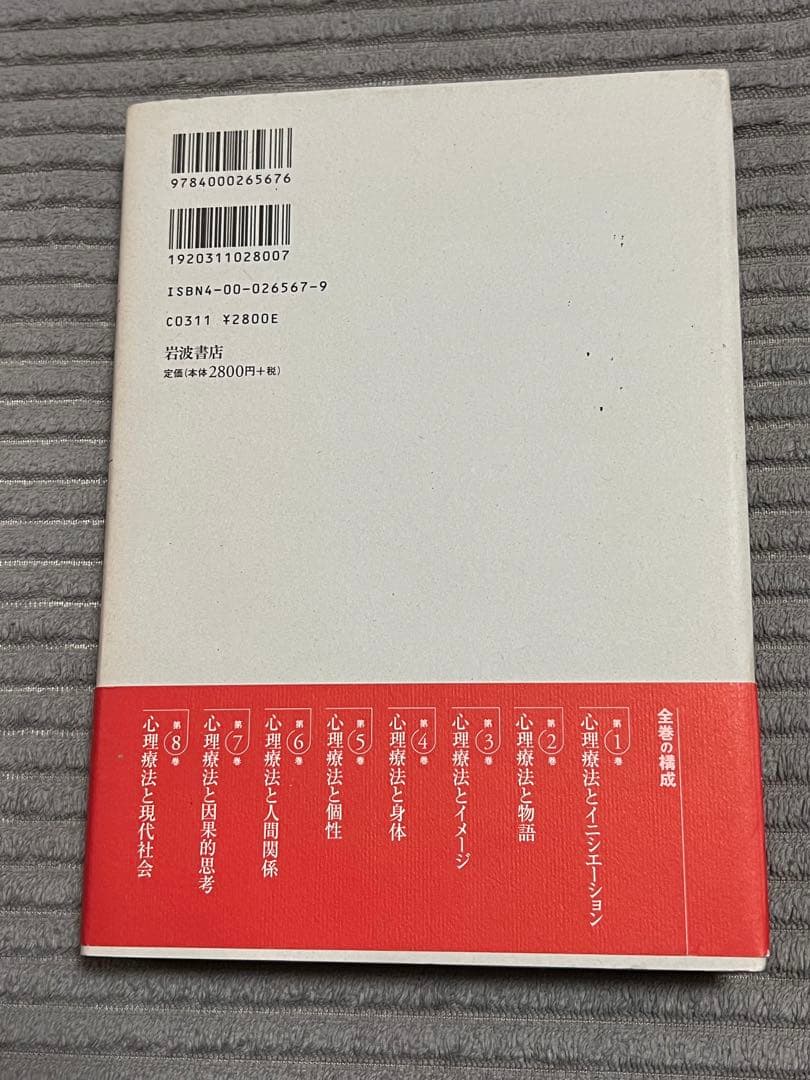 9784000265676
1920311028007
ISBN4-00-026567-9
C0311 ¥2800E
岩波書店
定価(本体2800円+税)
全巻の構成
第1巻
心理療法とイニシエーション
第2巻
心理療法と物語
第3巻
心理療法とイメージ
第4巻
心理療法と身体
第5巻
心理療法と個性
第6巻
心理療法と人間関係
第7巻
心理療法と因果的思考
第8巻
心理療法と現代社会